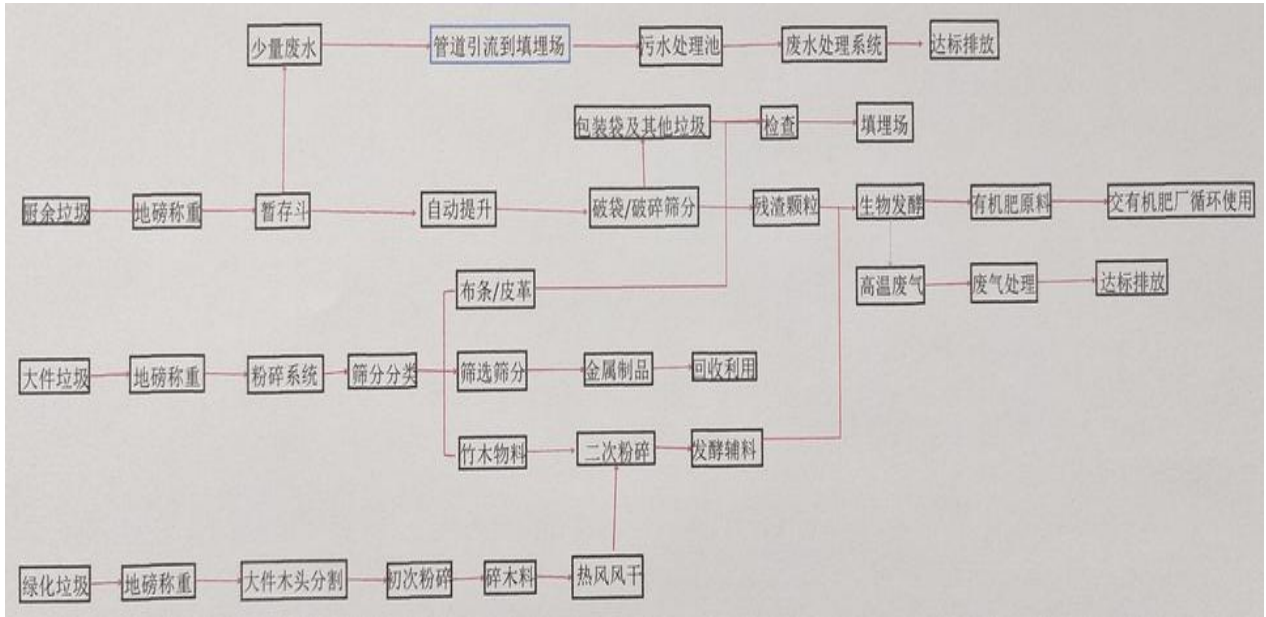 少量废水
管道引流到填埋场
污水处理池
废水处理系统
达标排放
包装袋及其他垃圾
检查
填埋场
厨余垃圾
地磅称重
暂存斗
自动提升
破袋/破碎筛分
残渣颗粒
生物发酵
有机肥原料
交有机肥厂循环使用
布条/皮革
高温废气
废气处理
达标排放
大件垃圾
地磅称重
粉碎系统
筛分分类
筛选筛分
金属制品
回收利用
竹木物料
二次粉碎
发酵辅料
绿化垃圾
地磅称重
大件木头分割
初次粉碎
碎木料
热风风干